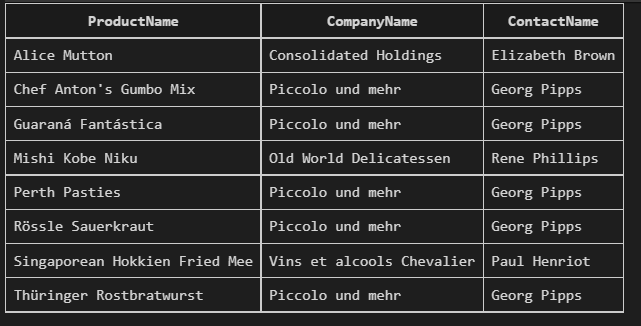 ProductName CompanyName ContactName
Alice Mutton Consolidated Holdings Elizabeth Brown
Chef Anton's Gumbo Mix Piccolo und mehr Georg Pipps
Guaraná Fantástica Piccolo und mehr Georg Pipps
Mishi Kobe Niku Old World Delicatessen Rene Phillips
Perth Pasties Piccolo und mehr Georg Pipps
Rössle Sauerkraut Piccolo und mehr Georg Pipps
Singaporean Hokkien Fried Mee Vins et alcools Chevalier Paul Henriot
Thüringer Rostbratwurst Piccolo und mehr Georg Pipps